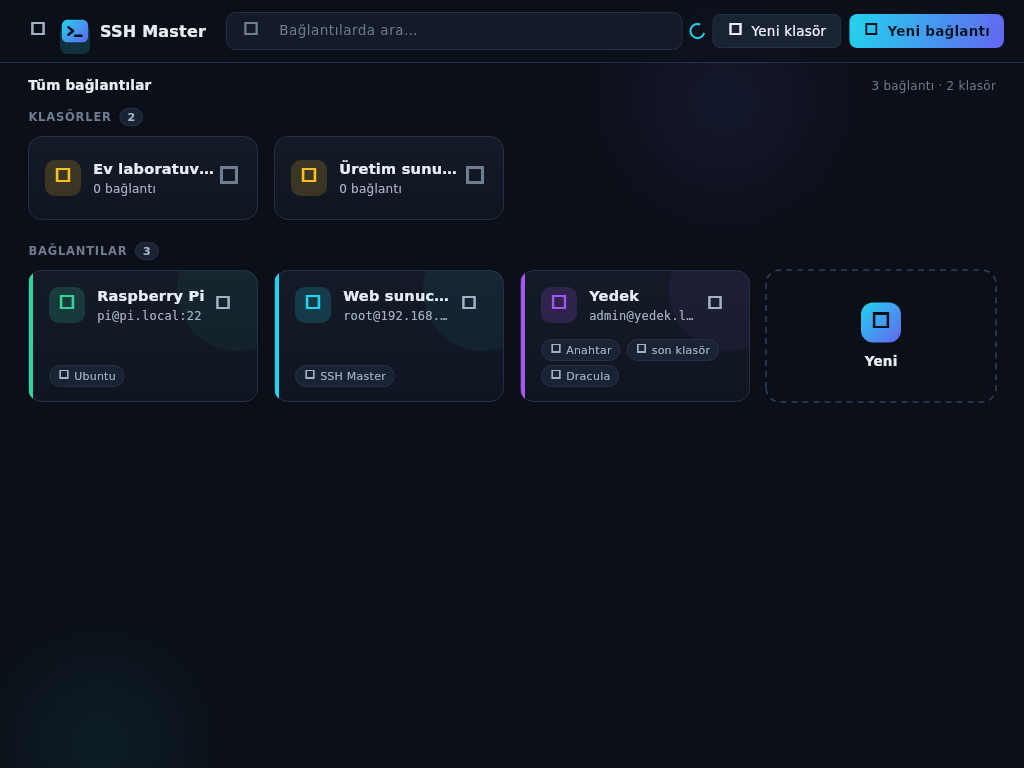 SSH Master
Bağlantılarda ara...
Yeni klasör
Yeni bağlantı
Tüm bağlantılar
3 bağlantı · 2 klasör
KLASÖRLER 2
Ev laboratuv...
0 bağlantı
Üretim sunu...
0 bağlantı
BAĞLANTILAR 3
Raspberry Pi
pi@pi.local:22
Ubuntu
Web sunuc...
root@192.168....
SSH Master
Yedek
admin@yedek.l...
Anahtar
son klasör
Dracula
Yeni